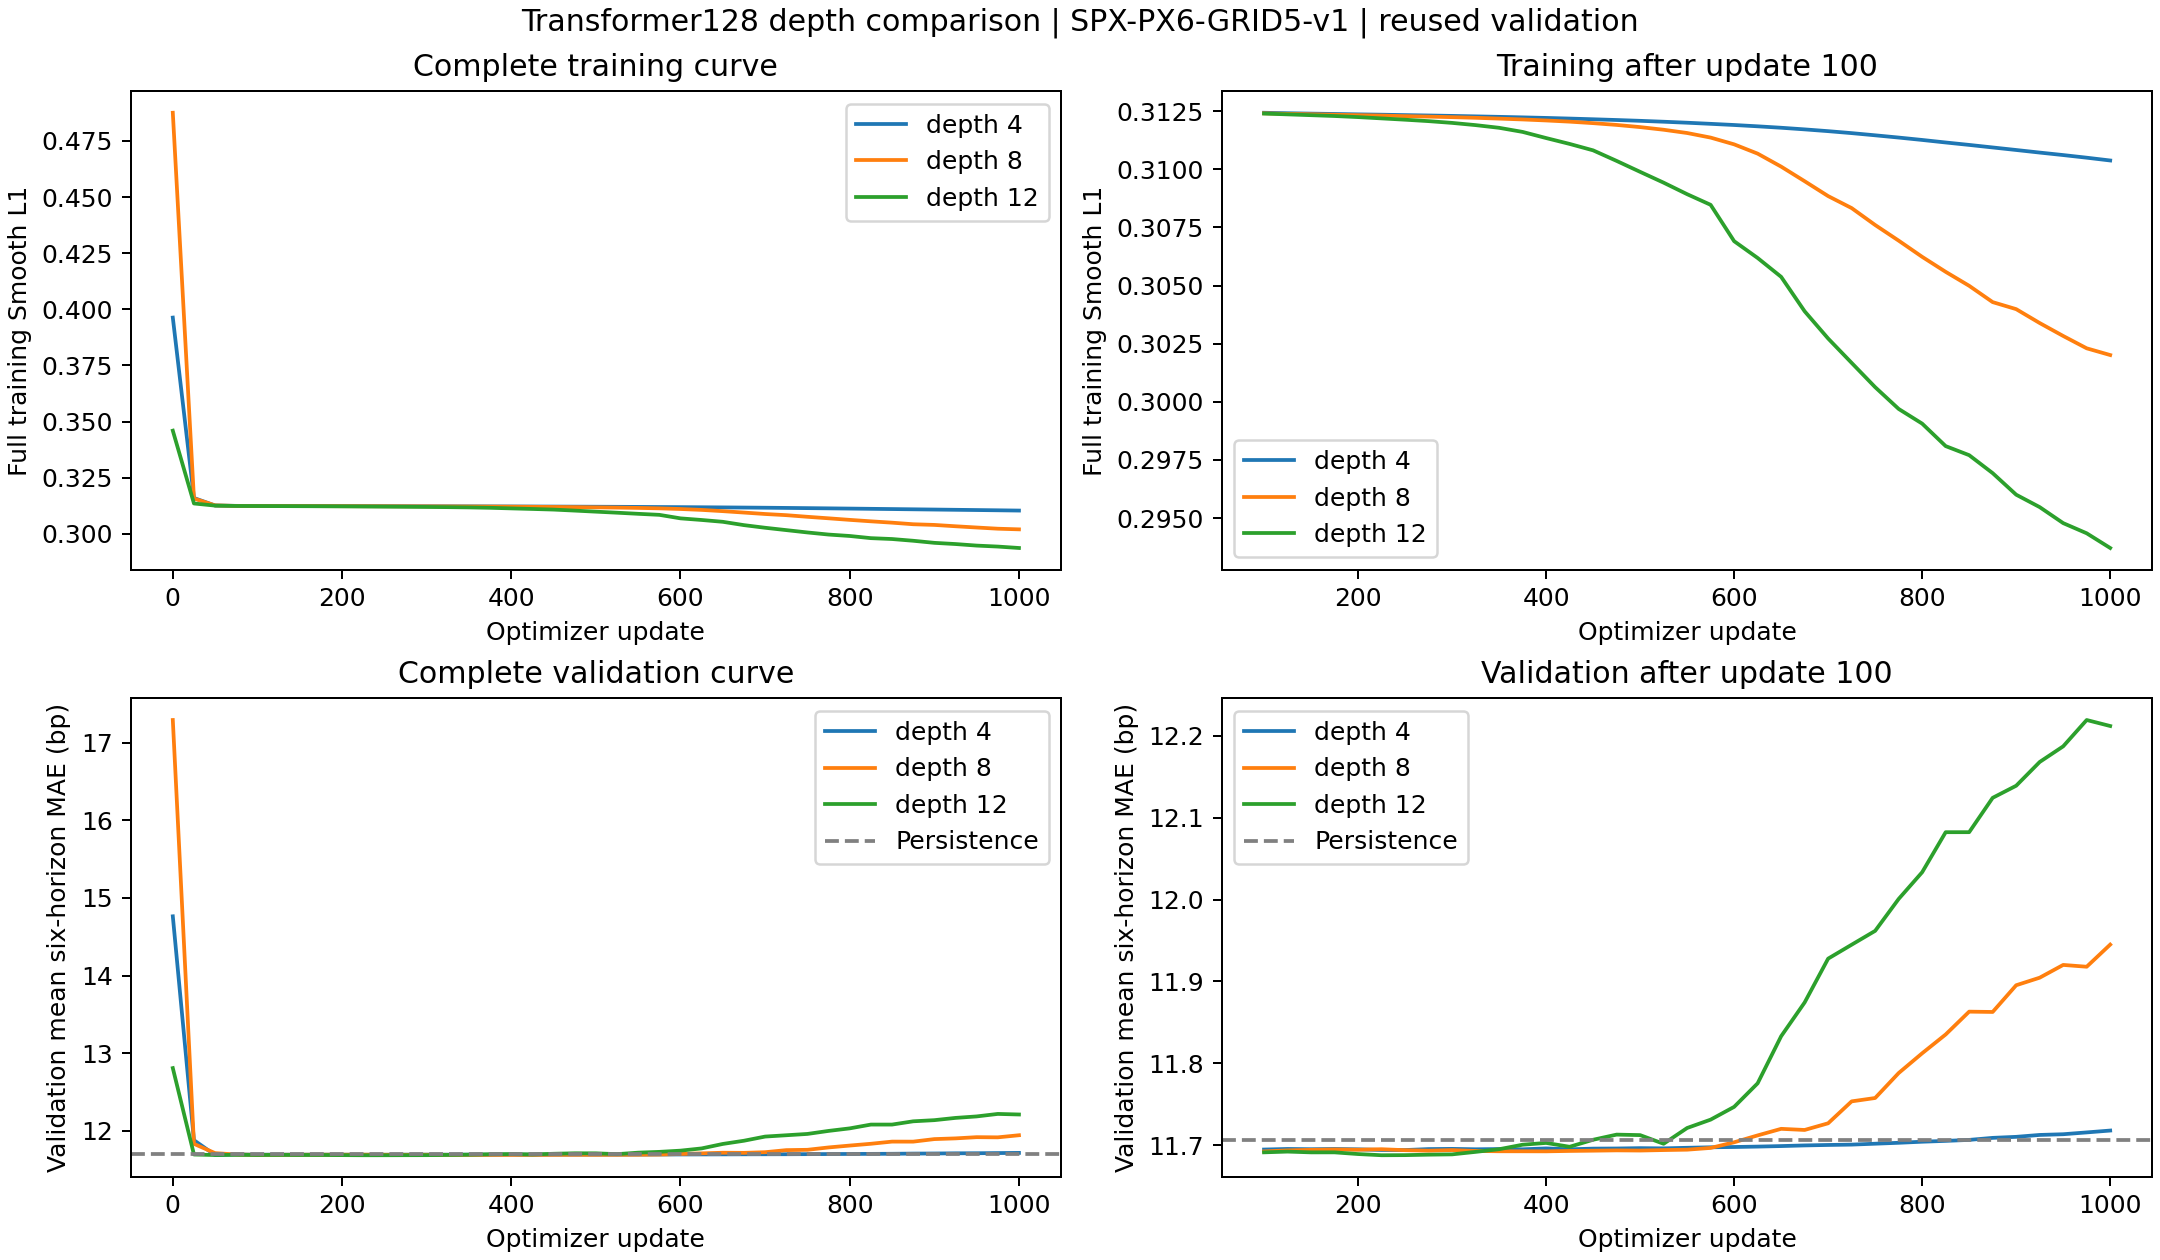 Transformer128 depth comparison | SPX-PX6-GRID5-v1 | reused validation
Complete training curve
Full training Smooth L1
0.475
0.450
0.425
0.400
0.375
0.350
0.325
0.300
depth 4
depth 8
depth 12
0
200
400
600
800
1000
Optimizer update
Training after update 100
Full training Smooth L1
0.3125
0.3100
0.3075
0.3050
0.3025
0.3000
0.2975
0.2950
depth 4
depth 8
depth 12
200
400
600
800
1000
Optimizer update
Complete validation curve
Validation mean six-horizon MAE (bp)
17
16
15
14
13
12
depth 4
depth 8
depth 12
Persistence
0
200
400
600
800
1000
Optimizer update
Validation after update 100
Validation mean six-horizon MAE (bp)
12.2
12.1
12.0
11.9
11.8
11.7
depth 4
depth 8
depth 12
Persistence
200
400
600
800
1000
Optimizer update